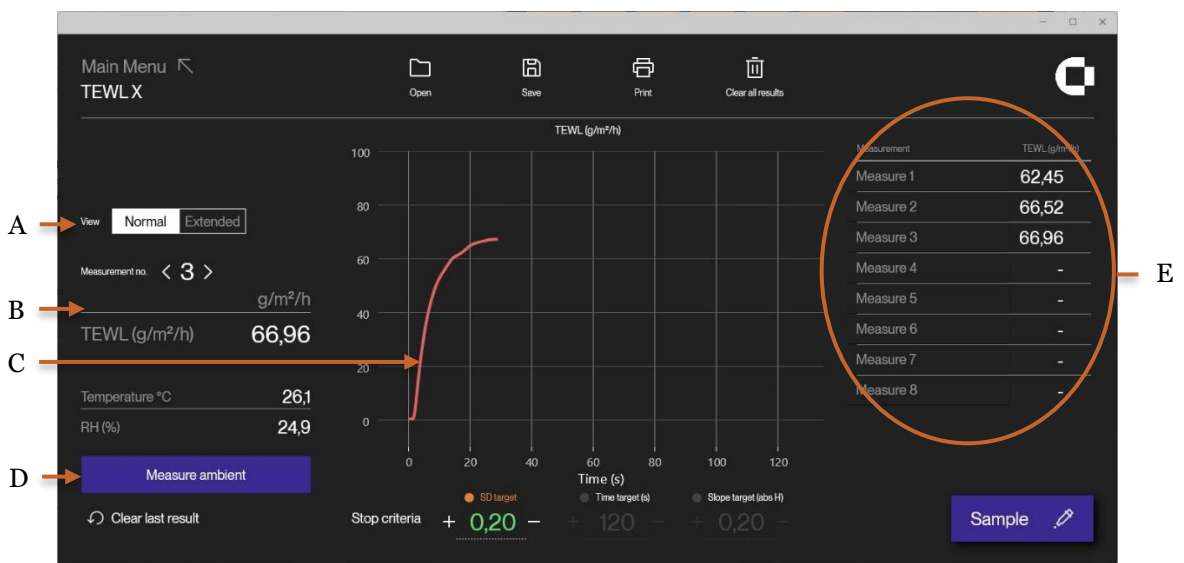 Main Menu
TEWL X
Open
Save
Print
Clear all results
TEWL (g/m²/h)
100
80
60
40
20
0
0 20 40 60 80 100 120
Time (s)
A
View Normal Extended
Measurement no. < 3 >
B
g/m²/h
TEWL (g/m²/h) 66,96
C
Temperature °C 26,1
RH (%) 24,9
D
Measure ambient
Clear last result
Stop criteria
SD target
+ 0,20 −
Time target (s)
+ 120 −
Slope target (abs H)
+ 0,20 −
Measurement TEWL (g/m²/h)
Measure 1 62,45
Measure 2 66,52
Measure 3 66,96
Measure 4 -
Measure 5 -
Measure 6 -
Measure 7 -
Measure 8 -
E
Sample